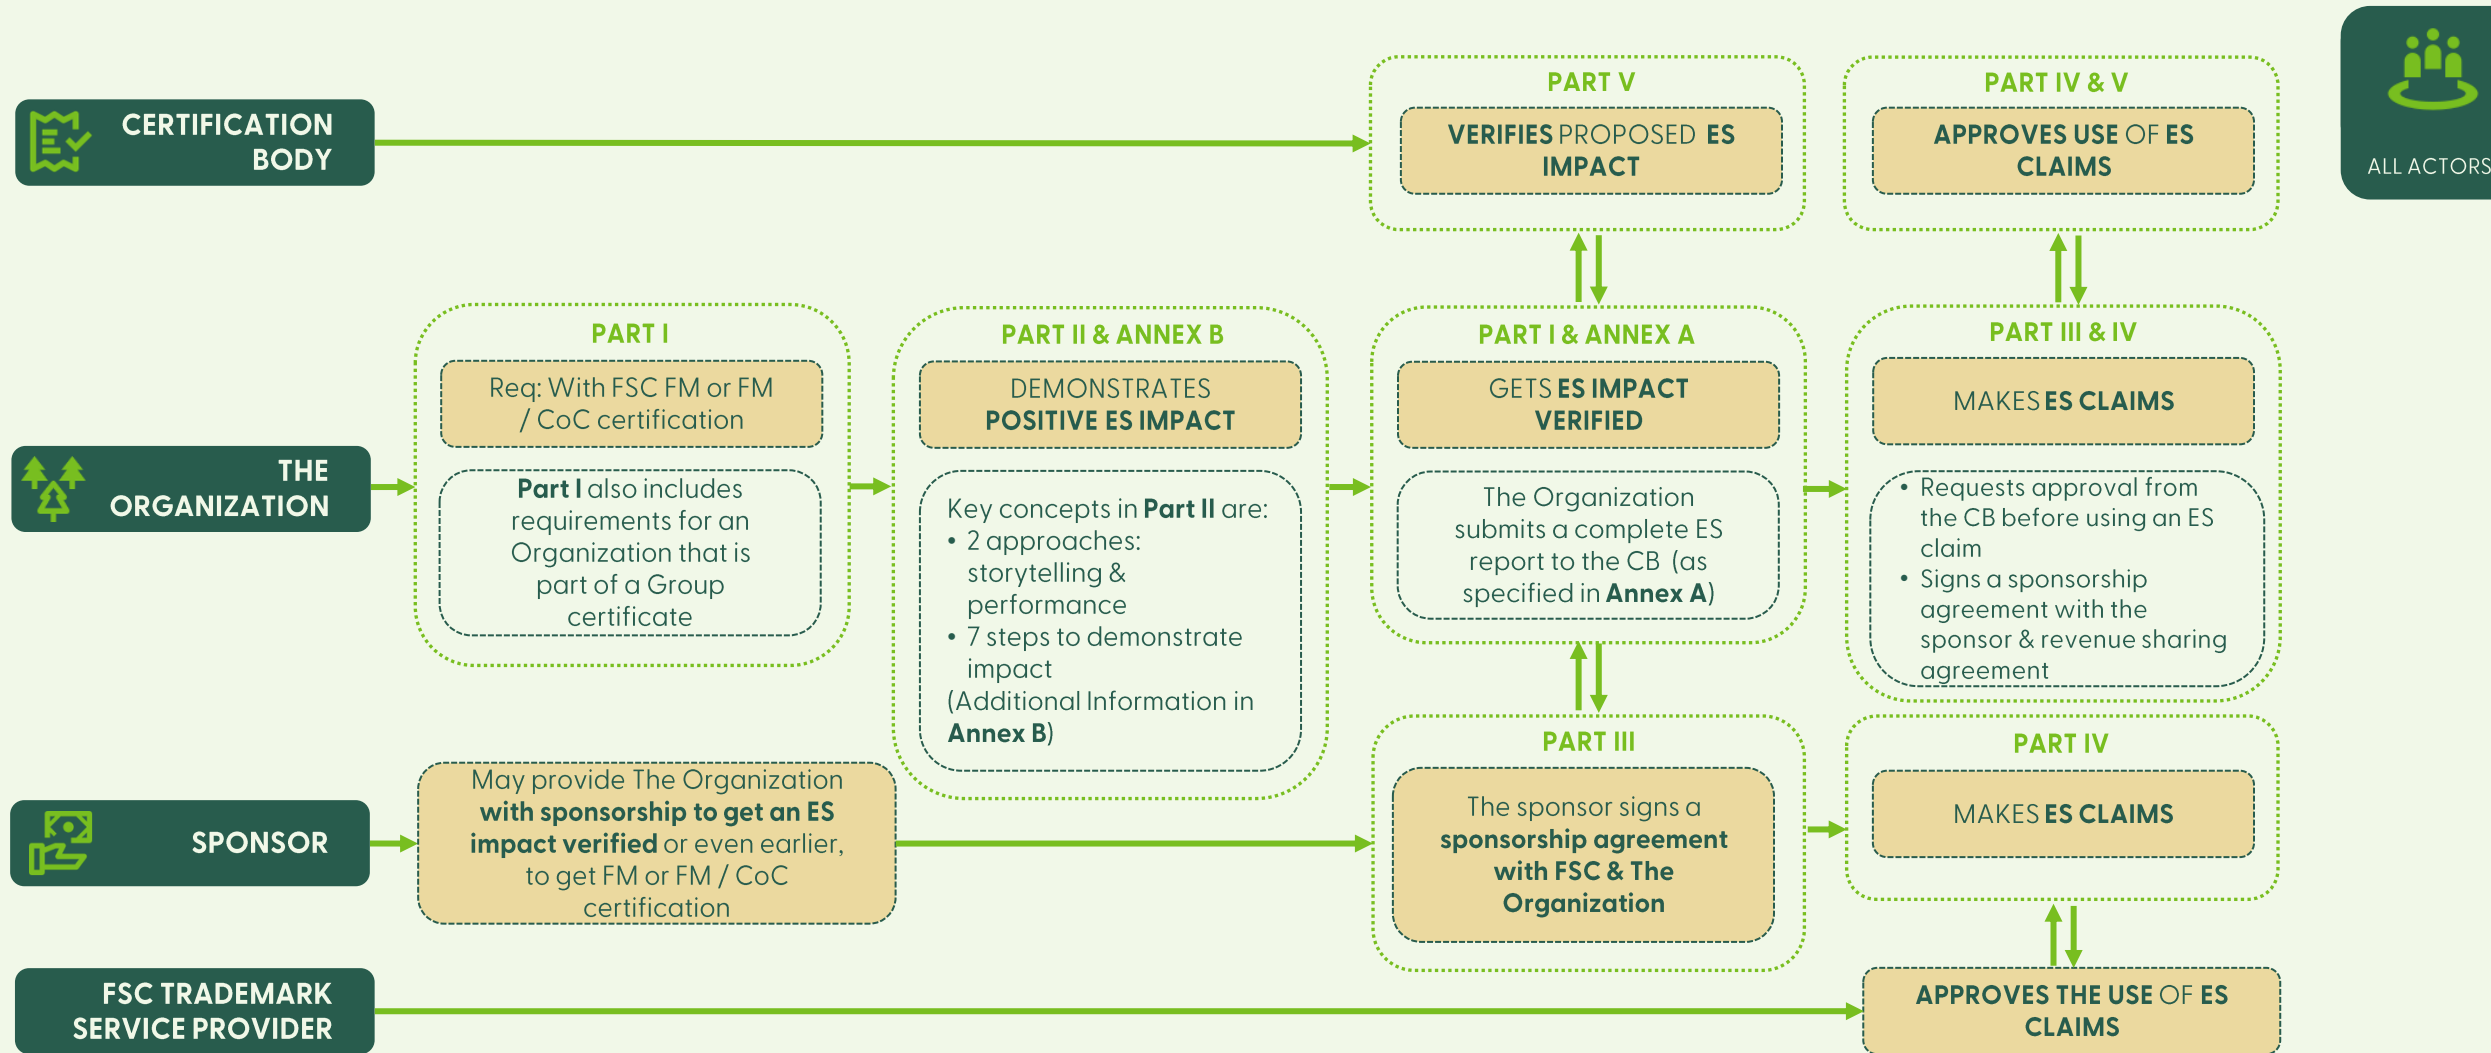 CERTIFICATION
BODY
PART V
VERIFIES PROPOSED ES
IMPACT
PART IV & V
APPROVES USE OF ES
CLAIMS
ALL ACTORS
THE
ORGANIZATION
PART I
Req: With FSC FM or FM
/ CoC certification
Part I also includes
requirements for an
Organization that is
part of a Group
certificate
PART II & ANNEX B
DEMONSTRATES
POSITIVE ES IMPACT
Key concepts in Part II are:
• 2 approaches:
storytelling &
performance
• 7 steps to demonstrate
impact
(Additional Information in
Annex B)
PART I & ANNEX A
GETS ES IMPACT
VERIFIED
The Organization
submits a complete ES
report to the CB (as
specified in Annex A)
PART III & IV
MAKES ES CLAIMS
• Requests approval from
the CB before using an ES
claim
• Signs a sponsorship
agreement with the
sponsor & revenue sharing
agreement
SPONSOR
May provide The Organization
with sponsorship to get an ES
impact verified or even earlier,
to get FM or FM / CoC
certification
PART III
The sponsor signs a
sponsorship agreement
with FSC & The
Organization
PART IV
MAKES ES CLAIMS
FSC TRADEMARK
SERVICE PROVIDER
APPROVES THE USE OF ES
CLAIMS